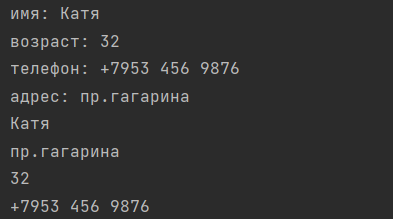 имя: Катя
возраст: 32
телефон: +7953 456 9876
адрес: пр.гагарина
Катя
пр.гагарина
32
+7953 456 9876